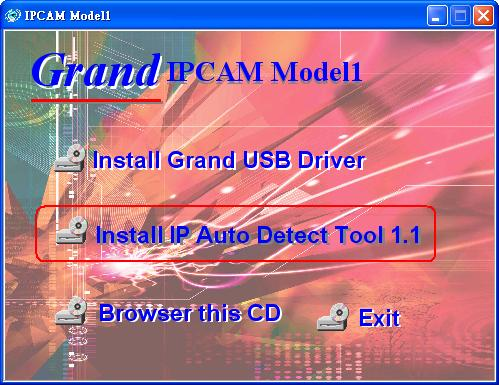 IPCAM Model1
Grand IPCAM Model1
Install Grand USB Driver
Install IP Auto Detect Tool 1.1
Browser this CD
Exit